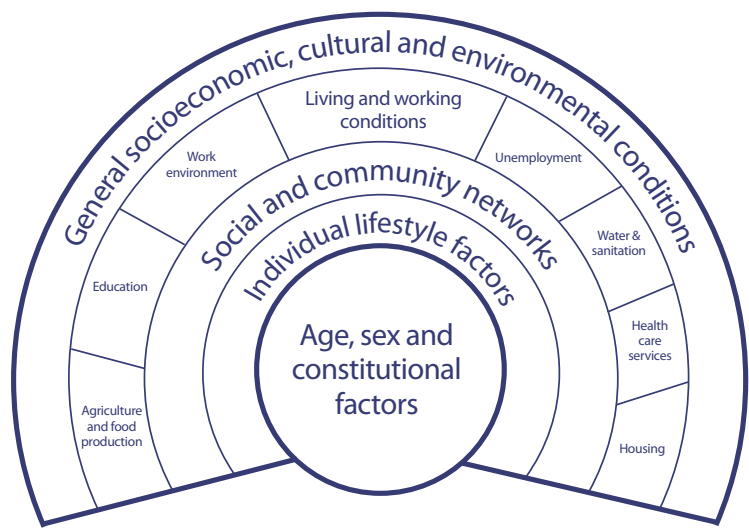 General socioeconomic, cultural and environmental conditions
Living and working
conditions
Work
environment
Unemployment
Education
Water &
sanitation
Agriculture
and food
production
Health
care
services
Housing
Social and community networks
Individual lifestyle factors
Age, sex and
constitutional
factors